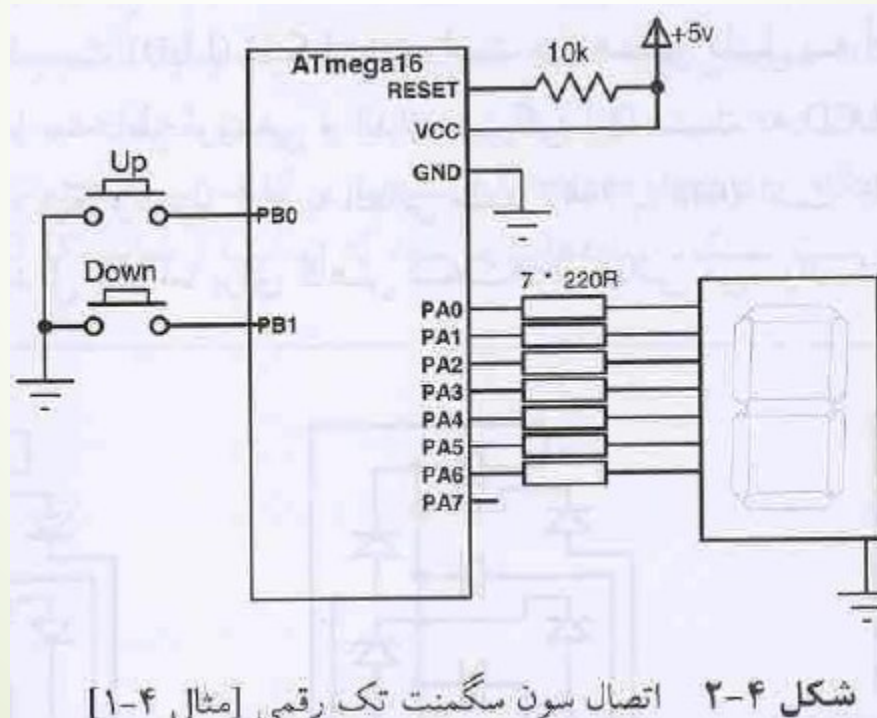 +5v
ATmega16
10k
RESET
VCC
GND
Up
PB0
Down
PB1
7 * 220R
PA0
PA1
PA2
PA3
PA4
PA5
PA6
PA7
شکل ۴-۲ اتصال سون سگمنت تک رقمی [مثال ۴-۱]